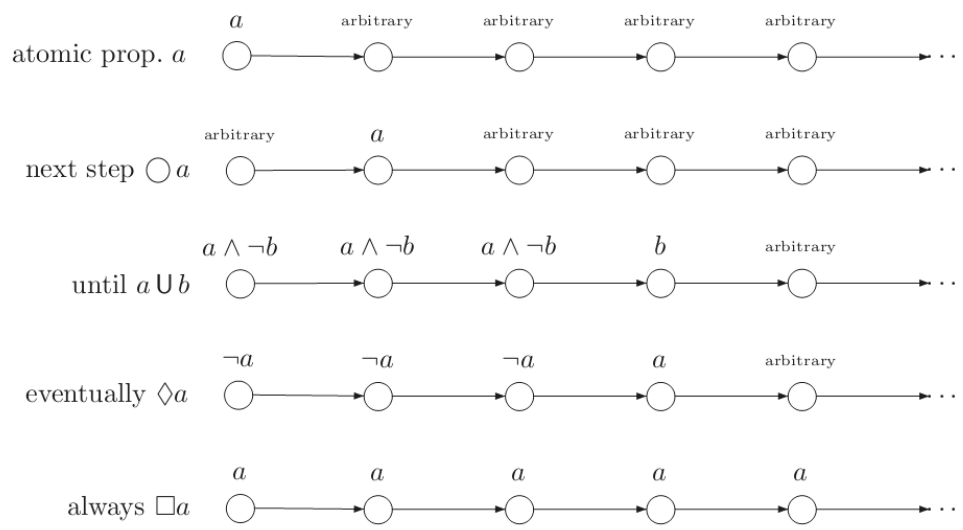 a arbitrary arbitrary arbitrary arbitrary
atomic prop. a ...
arbitrary a arbitrary arbitrary arbitrary
next step ◯ a ...
a ∧ ¬b a ∧ ¬b a ∧ ¬b b arbitrary
until a U b ...
¬a ¬a ¬a a arbitrary
eventually ◊a ...
a a a a a
always □a ...